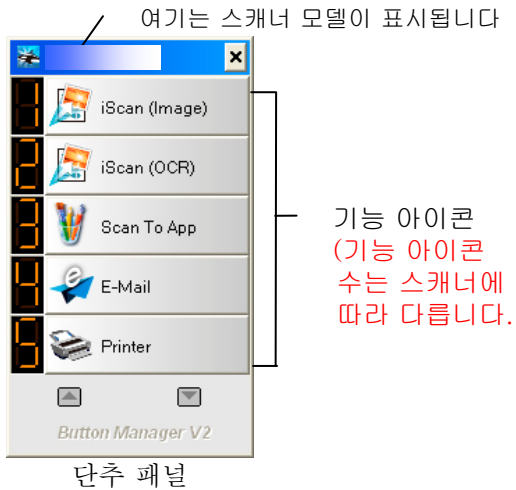 여기는 스캐너 모델이 표시됩니다
1 iScan (Image)
2 iScan (OCR)
3 Scan To App
4 E-Mail
5 Printer
기능 아이콘
(기능 아이콘
수는 스캐너에
따라 다릅니다.
Button Manager V2
단추 패널